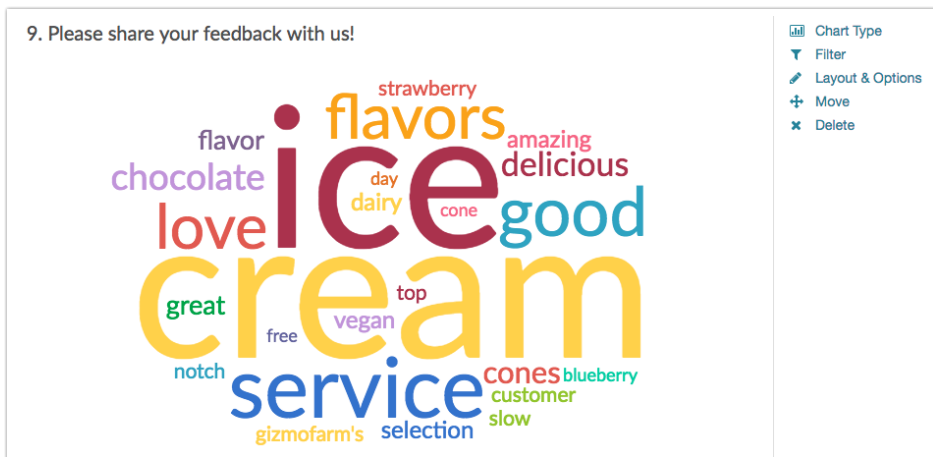 9. Please share your feedback with us!
strawberry
flavors
flavor
amazing
chocolate
ice
delicious
day
dairy
cone
love
good
cream
great
top
vegan
free
notch
service
cones
blueberry
customer
slow
gizmofarm's
selection
Chart Type
Filter
Layout & Options
Move
Delete